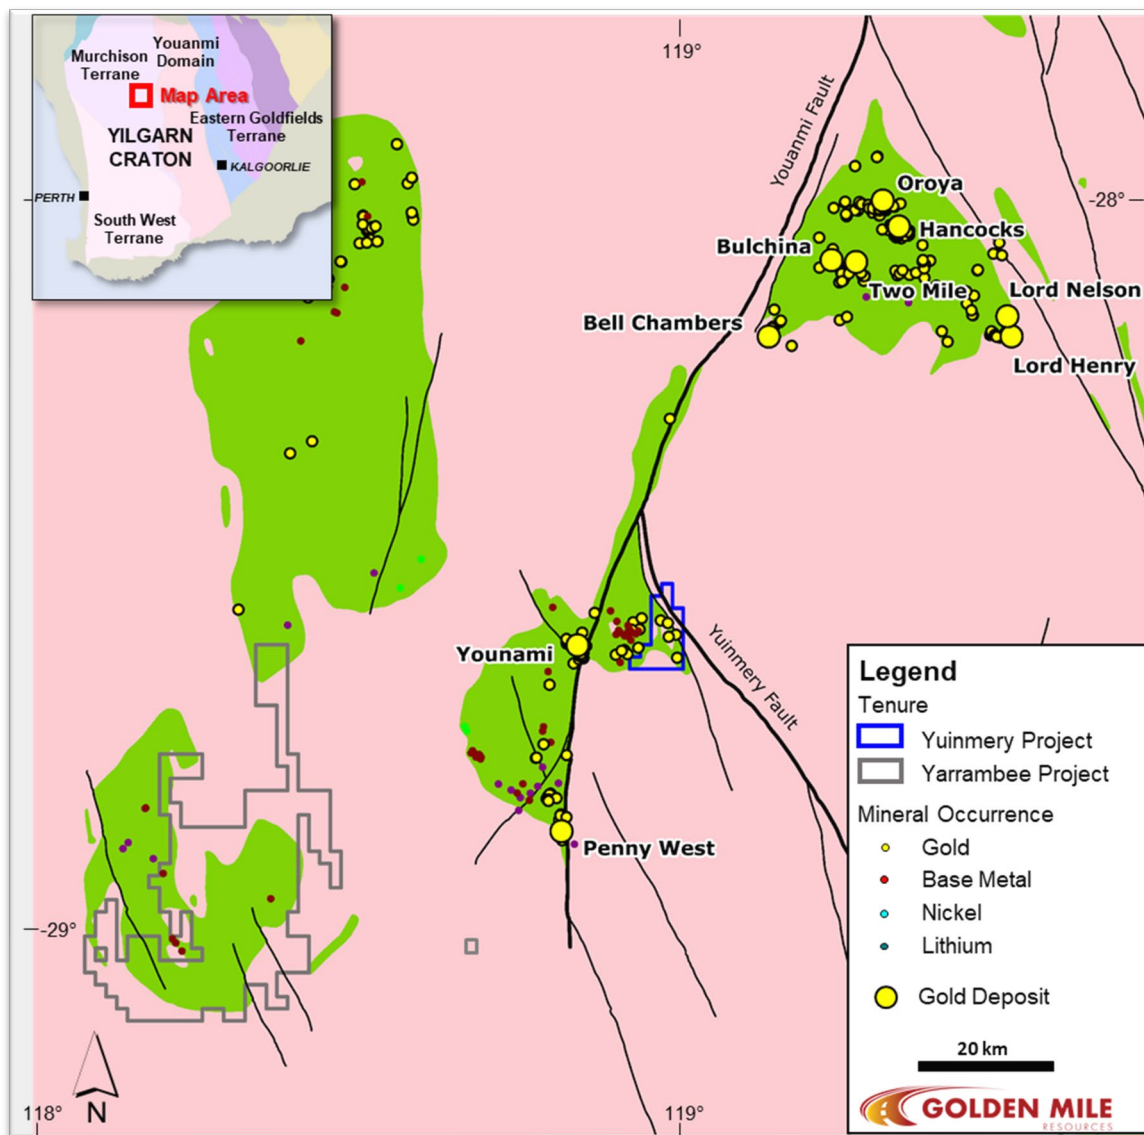 Murchison
Terrane
Youanmi
Domain
Map Area
Eastern Goldfields
Terrane
YILGARN
CRATON
KALGOORLIE
PERTH
South West
Terrane
119°
Youanmi Fault
-28°
Oroya
Hancocks
Bulchina
Two Mile
Lord Nelson
Bell Chambers
Lord Henry
Younami
Yuinmery Fault
Penny West
-29°
N
118°
119°
Legend
Tenure
Yuinmery Project
Yarrambee Project
Mineral Occurrence
Gold
Base Metal
Nickel
Lithium
Gold Deposit
20 km
GOLDEN MILE
RESOURCES